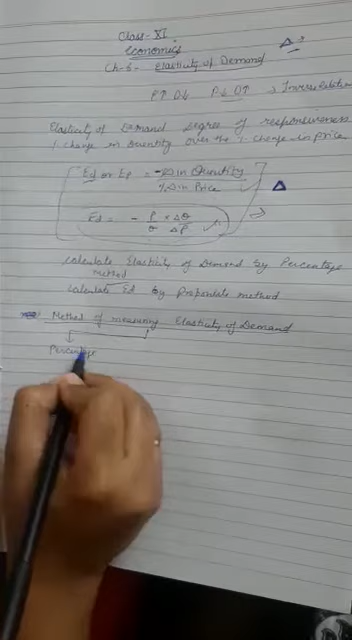 Class - XI
Economics
Ch-6- Elasticity of Demand Δ
P↑ D↓ P↓ D↑ →
Elasticity of Demand Degree of responsiveness
% change in Quantity over the % change in price
Ed or Ep = -%Δ in Quantity
%Δ in Price Δ
Ed = - P × ΔQ
Q ΔP
Calculate Elasticity of Demand by Percentage
method
Calculate Ed by method
of measuring Elasticity of Demand
Percentage